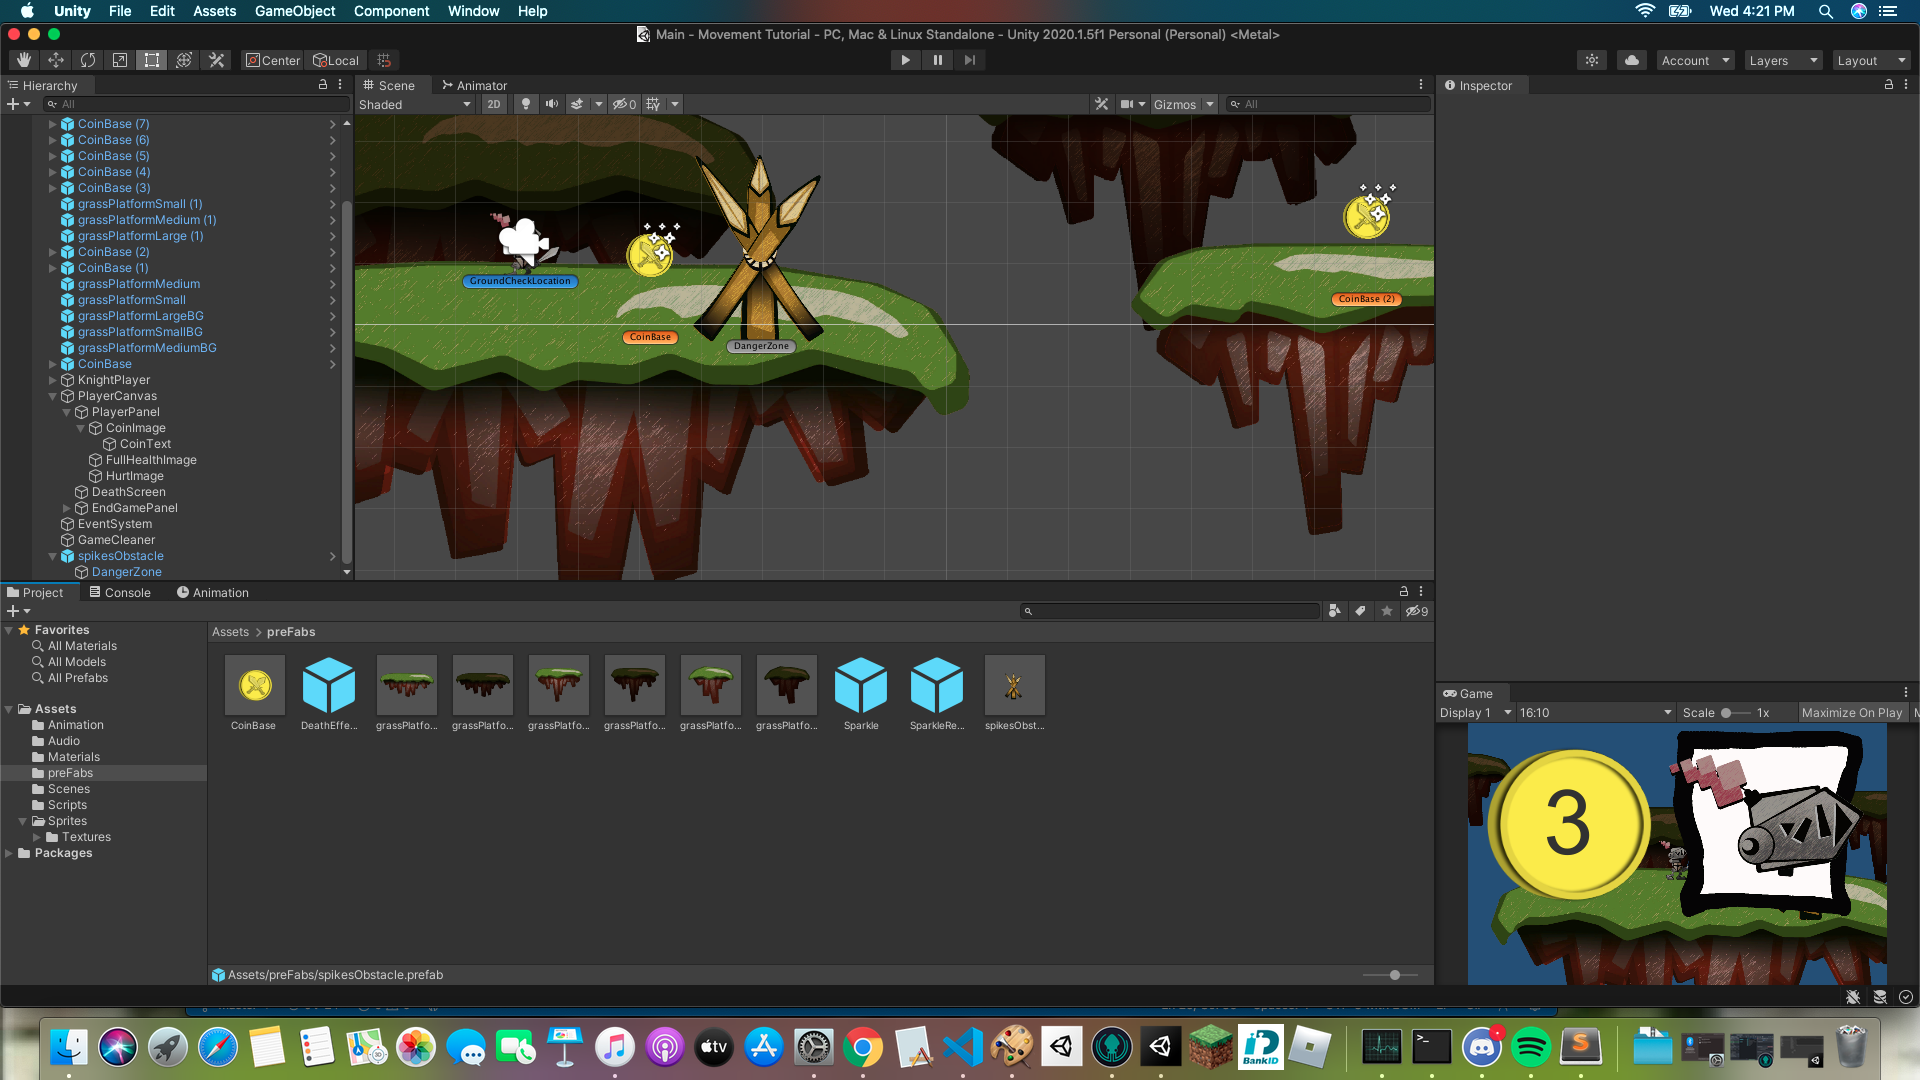 Unity File Edit Assets GameObject Component Window Help Wed 4:21 PM
Main - Movement Tutorial - PC, Mac & Linux Standalone - Unity 2020.1.5f1 Personal (Personal) <Metal>
Center Local Account Layers Layout
Hierarchy
All
CoinBase (7)
CoinBase (6)
CoinBase (5)
CoinBase (4)
CoinBase (3)
grassPlatformSmall (1)
grassPlatformMedium (1)
grassPlatformLarge (1)
CoinBase (2)
CoinBase (1)
grassPlatformMedium
grassPlatformSmall
grassPlatformLargeBG
grassPlatformSmallBG
grassPlatformMediumBG
CoinBase
KnightPlayer
PlayerCanvas
PlayerPanel
CoinImage
CoinText
FullHealthImage
HurtImage
DeathScreen
EndGamePanel
EventSystem
GameCleaner
spikesObstacle
DangerZone
Scene Animator
Shaded 2D 0 Gizmos All
GroundCheckLocation
CoinBase
DangerZone
CoinBase (2)
Inspector
Project Console Animation
9
Favorites
All Materials
All Models
All Prefabs
Assets
Animation
Audio
Materials
preFabs
Scenes
Scripts
Sprites
Textures
Packages
Assets > preFabs
CoinBase DeathEffe... grassPlatfo... grassPlatfo... grassPlatfo... grassPlatfo... grassPlatfo... grassPlatfo... Sparkle SparkleRe... spikesObst...
Assets/preFabs/spikesObstacle.prefab
Game
Display 1 16:10 Scale 1x Maximize On Play M
3
tv
BankID